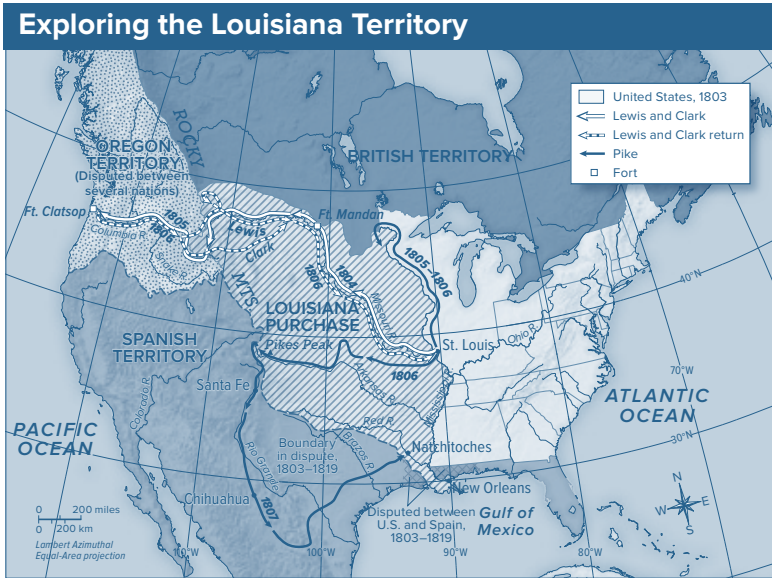 Exploring the Louisiana Territory
United States, 1803
Lewis and Clark
Lewis and Clark return
Pike
Fort
ROCKY
MTS.
OREGON
TERRITORY
(Disputed between
several nations)
BRITISH TERRITORY
Ft. Clatsop
Ft. Mandan
1805
1806
Columbia R.
Snake R.
Lewis
Clark
1806
1804
1805–1806
Missouri R.
LOUISIANA
PURCHASE
SPANISH
TERRITORY
Pikes Peak
St. Louis
Ohio R.
1806
40°N
70°W
30°N
Santa Fe
Arkansas R.
Mississippi R.
Colorado R.
Red R.
ATLANTIC
OCEAN
PACIFIC
OCEAN
Boundary
in dispute,
1803–1819
Brazos R.
Natchitoches
Rio Grande
New Orleans
Chihuahua
1807
Disputed between
U.S. and Spain,
1803–1819
Gulf of
Mexico
N
W
E
S
0 200 miles
0 200 km
Lambert Azimuthal
Equal-Area projection
110°W
100°W
90°W
80°W